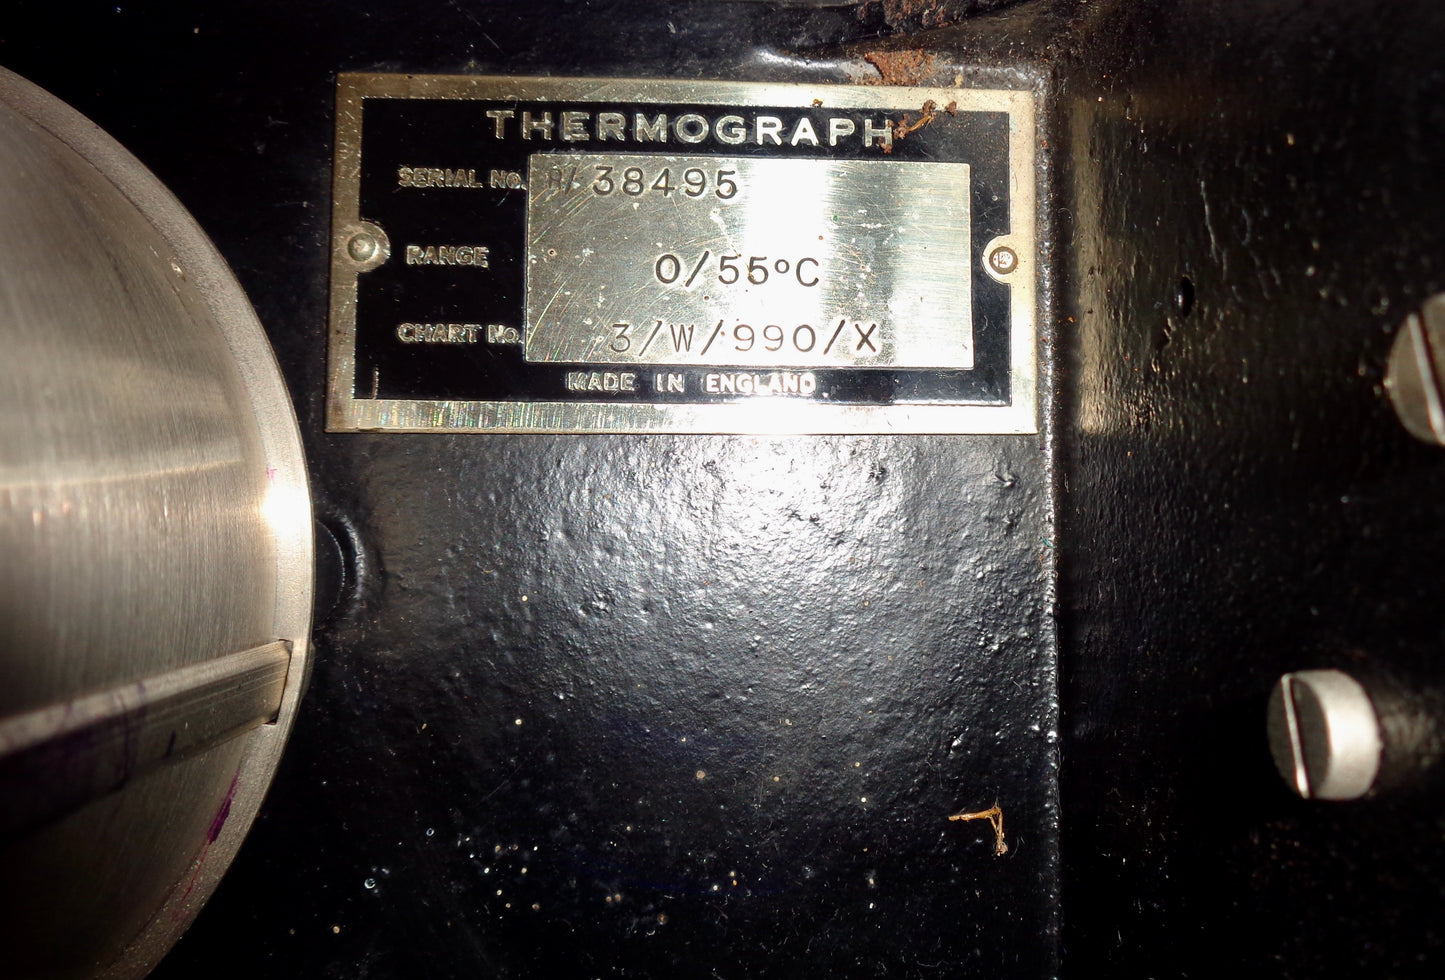 THERMOGRAPH
SERIAL No. 38495
RANGE 0/55°C
CHART No. 3/W/990/X
MADE IN ENGLAND